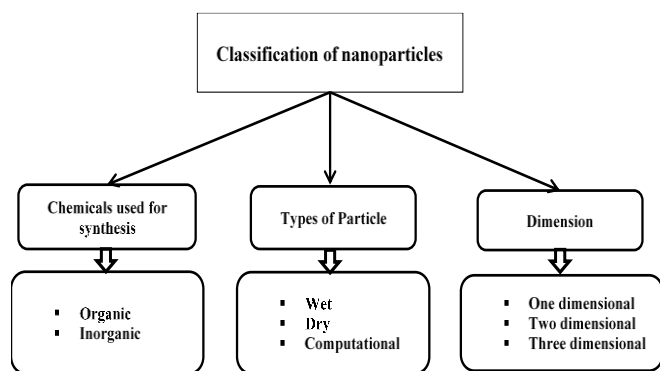 Classification of nanoparticles
Chemicals used for
synthesis
Types of Particle
Dimension
▪ Organic
▪ Inorganic
▪ Wet
▪ Dry
▪ Computational
▪ One dimensional
▪ Two dimensional
▪ Three dimensional